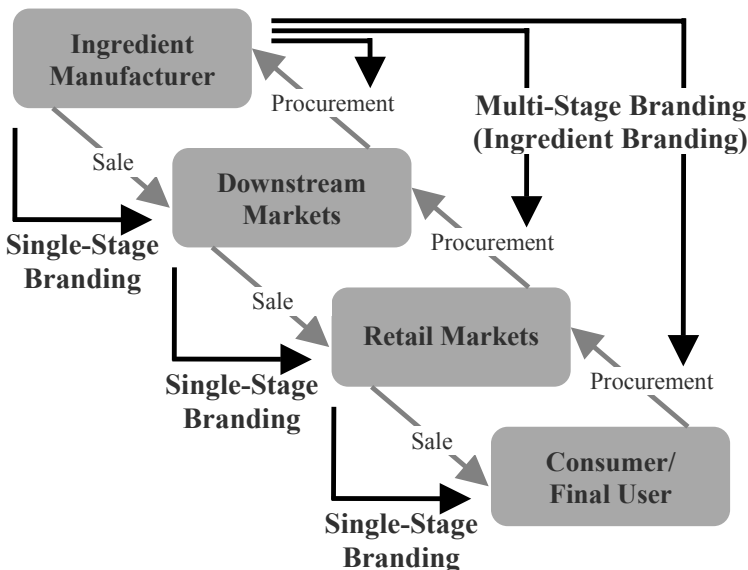 Ingredient
Manufacturer
Procurement
Multi-Stage Branding
(Ingredient Branding)
Sale
Downstream
Markets
Single-Stage
Branding
Procurement
Sale
Retail Markets
Single-Stage
Branding
Procurement
Sale
Consumer/
Final User
Single-Stage
Branding